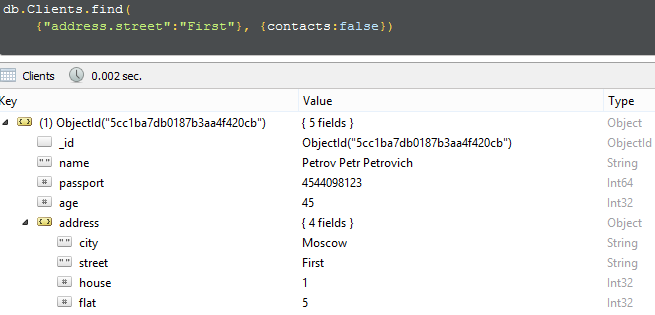 db.Clients.find(
{"address.street":"First"}, {contacts:false})
Clients 0.002 sec.
Key Value Type
(1) ObjectId("5cc1ba7db0187b3aa4f420cb") { 5 fields } Object
_id ObjectId("5cc1ba7db0187b3aa4f420cb") ObjectId
"" name Petrov Petr Petrovich String
# passport 4544098123 Int64
# age 45 Int32
address { 4 fields } Object
"" city Moscow String
"" street First String
# house 1 Int32
# flat 5 Int32